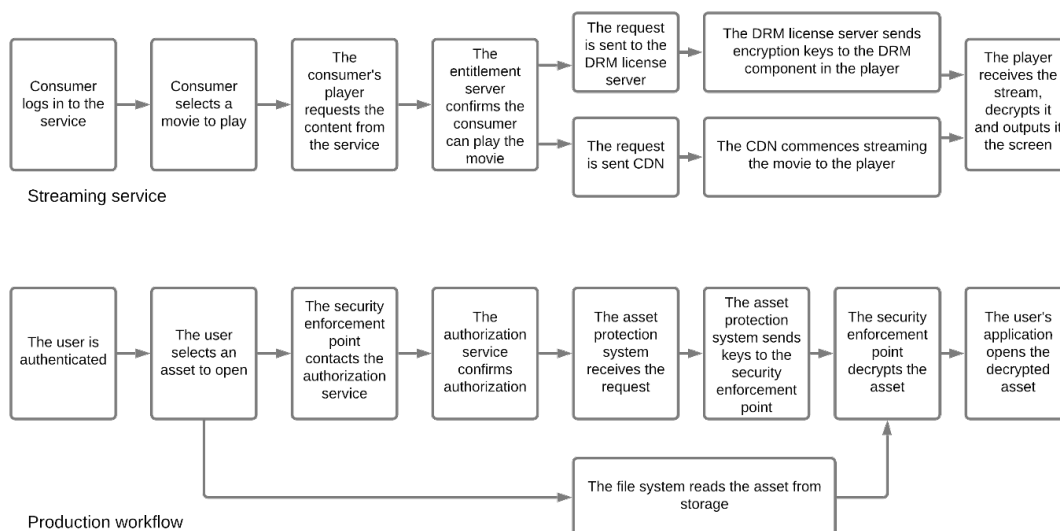 Consumer
logs in to the
service
Consumer
selects a
movie to play
The
consumer's
player
requests the
content from
the service
The
entitlement
server
confirms the
consumer
can play the
movie
The request
is sent to the
DRM license
server
The DRM license server sends
encryption keys to the DRM
component in the player
The request
is sent CDN
The CDN commences streaming
the movie to the player
The player
receives the
stream,
decrypts it
and outputs it
the screen
Streaming service
The user is
authenticated
The user
selects an
asset to open
The security
enforcement
point
contacts the
authorization
service
The
authorization
service
confirms
authorization
The asset
protection
system
receives the
request
The asset
protection
system sends
keys to the
security
enforcement
point
The security
enforcement
point
decrypts the
asset
The user's
application
opens the
decrypted
asset
The file system reads the asset from
storage
Production workflow